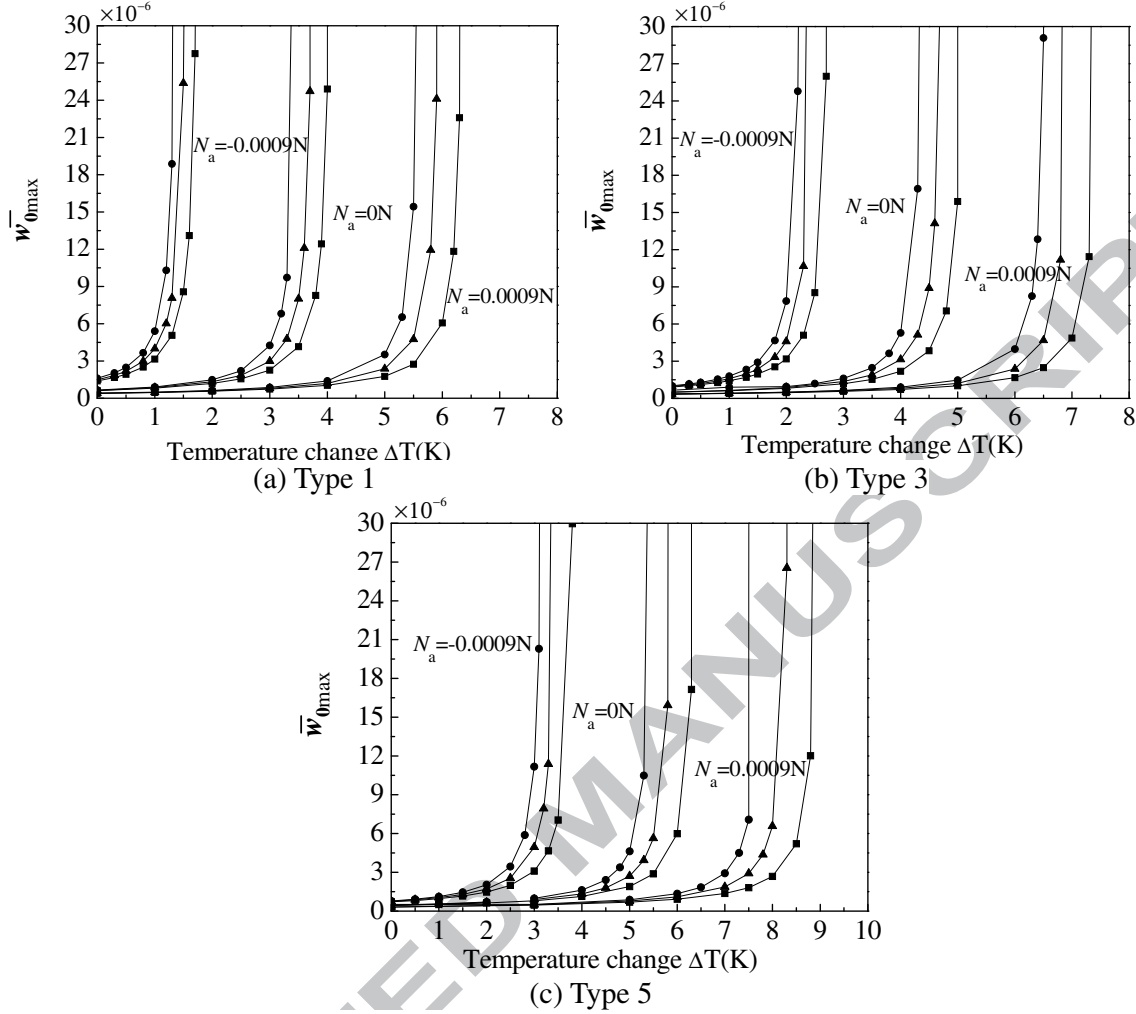 ×10⁻⁶
30
27
24
21
18
15
12
9
6
3
0
w̄0max
Nₐ=-0.0009N
Nₐ=0N
Nₐ=0.0009N
0 1 2 3 4 5 6 7 8
Temperature change ΔT(K)
(a) Type 1
×10⁻⁶
30
27
24
21
18
15
12
9
6
3
0
w̄0max
Nₐ=-0.0009N
Nₐ=0N
Nₐ=0.0009N
0 1 2 3 4 5 6 7 8
Temperature change ΔT(K)
(b) Type 3
×10⁻⁶
30
27
24
21
18
15
12
9
6
3
0
w̄0max
Nₐ=-0.0009N
Nₐ=0N
Nₐ=0.0009N
0 1 2 3 4 5 6 7 8 9 10
Temperature change ΔT(K)
(c) Type 5
MANUSCRIP